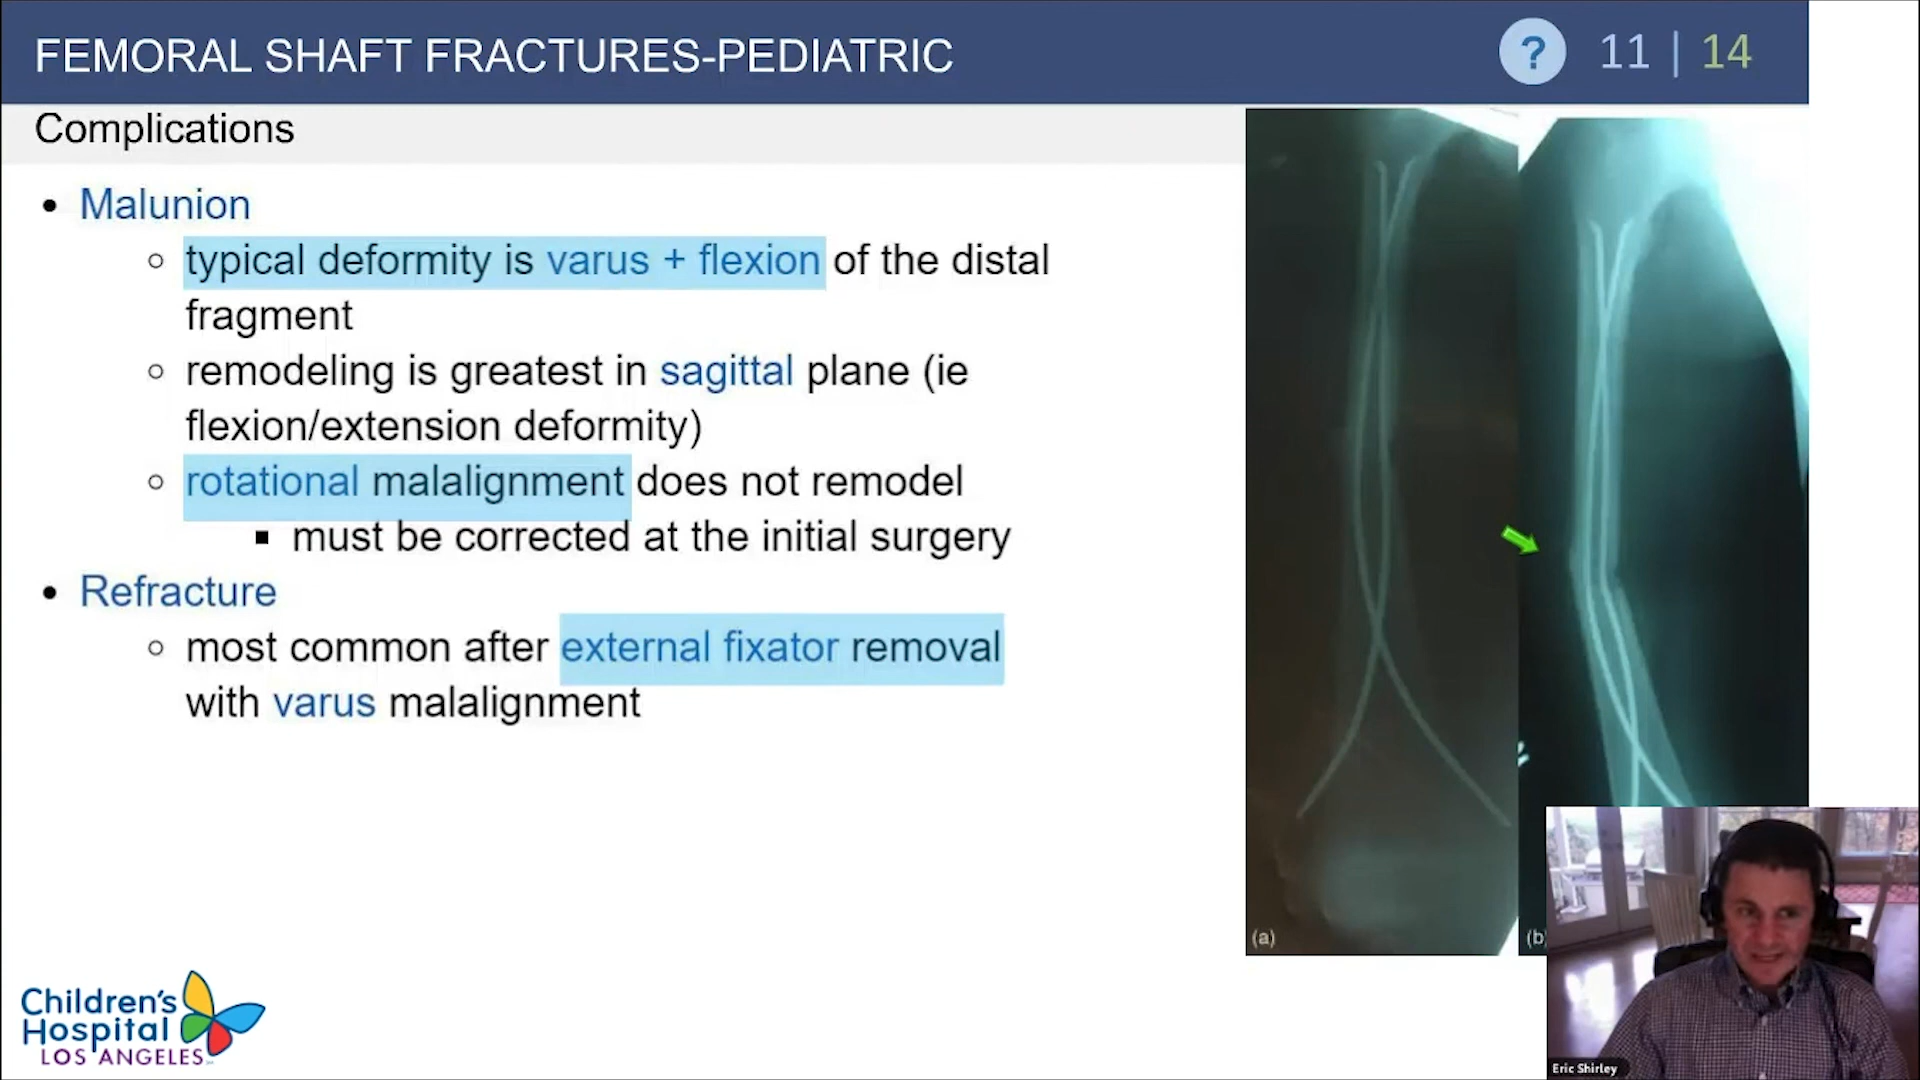 FEMORAL SHAFT FRACTURES-PEDIATRIC
? 11 | 14
Complications
Malunion
typical deformity is varus + flexion of the distal
fragment
remodeling is greatest in sagittal plane (ie
flexion/extension deformity)
rotational malalignment does not remodel
must be corrected at the initial surgery
Refracture
most common after external fixator removal
with varus malalignment
(a)
(b
Children's
Hospital
LOS ANGELES
Eric Shirley